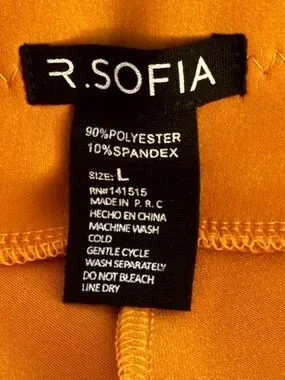 R.SOFIA
90%POLYESTER
10%SPANDEX
SIZE: L
RN#141515
MADE IN P.R.C
HECHO EN CHINA
MACHINE WASH
COLD
GENTLE CYCLE
WASH SEPARATELY
DO NOT BLEACH
LINE DRY